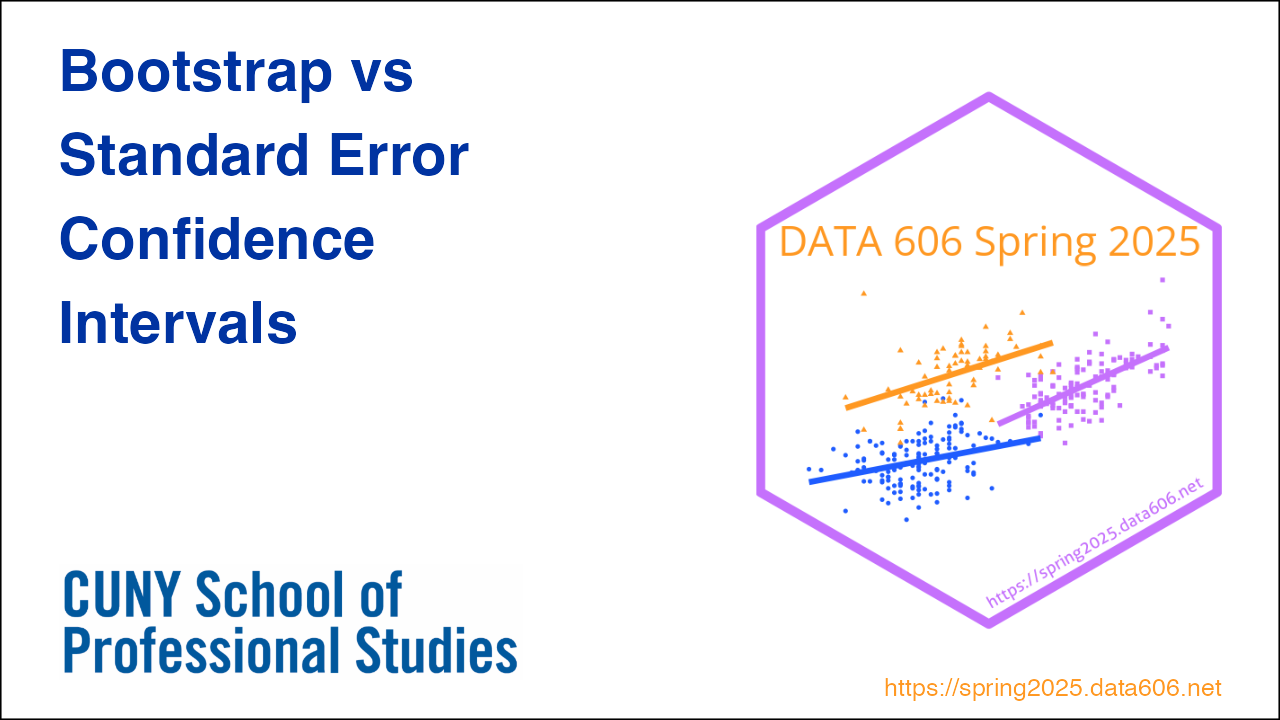 Bootstrap vs
Standard Error
Confidence
Intervals
DATA 606 Spring 2025
https://spring2025.data606.net
CUNY School of
Professional Studies
https://spring2025.data606.net